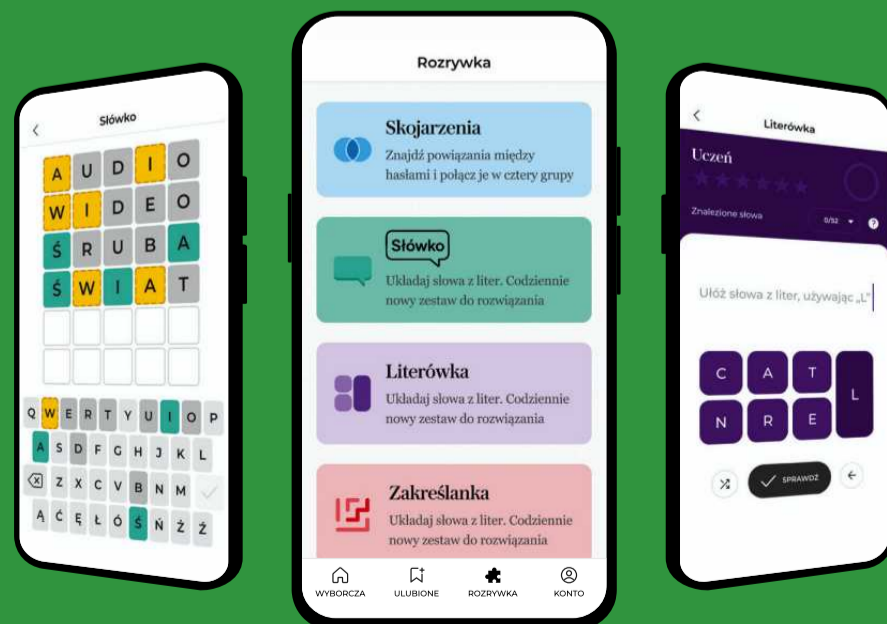 Słówko
A U D I O
W I D E O
Ś R U B A
Ś W I A T
Q W E R T Y U I O P
A S D F G H J K L
Z X C V B N M
Ą Ć Ę Ł Ó Ś Ń Ż Ź
Rozrywka
Skojarzenia
Znajdź powiązania między
hasłami i połącz je w cztery grupy
Słówko
Układaj słowa z liter. Codziennie
nowy zestaw do rozwiązania
Literówka
Układaj słowa z liter. Codziennie
nowy zestaw do rozwiązania
Zakreślanka
Układaj słowa z liter. Codziennie
nowy zestaw do rozwiązania
WYBORCZA ULUBIONE ROZRYWKA KONTO
Literówka
Uczeń
Znalezione słowa 0/52 ?
Ułóż słowa z liter, używając „L"
C A T L
N R E
SPRAWDŹ